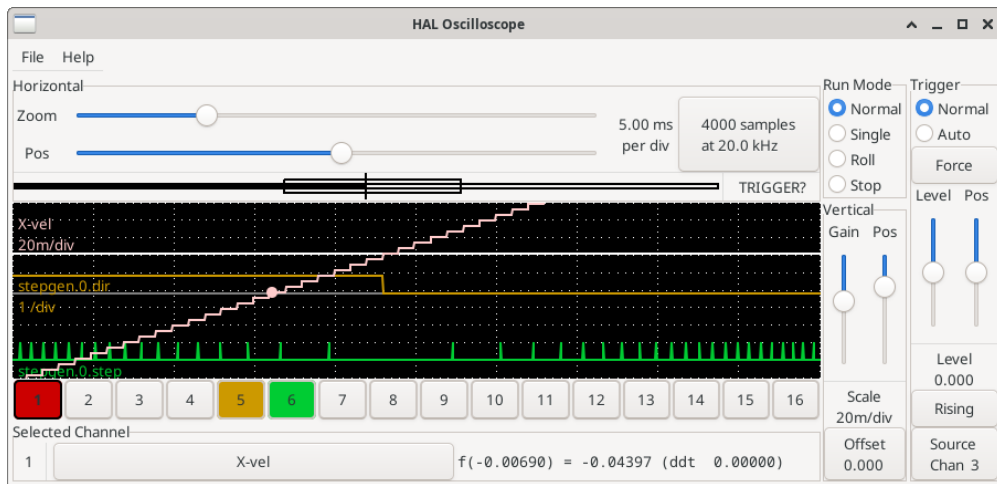 HAL Oscilloscope
File Help
Horizontal
Zoom
Pos
5.00 ms
per div
4000 samples
at 20.0 kHz
TRIGGER?
X-vel
20m/div
stepgen.0.dir
1 /div
stepgen.0.step
1 2 3 4 5 6 7 8 9 10 11 12 13 14 15 16
Selected Channel
1 X-vel f(-0.00690) = -0.04397 (ddt 0.00000)
Run Mode
Normal
Single
Roll
Stop
Vertical
Gain Pos
Scale
20m/div
Offset
0.000
Trigger
Normal
Auto
Force
Level Pos
Level
0.000
Rising
Source
Chan 3